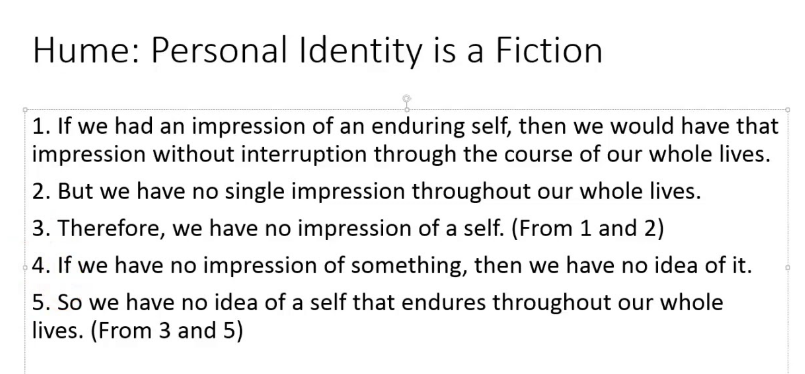 Hume: Personal Identity is a Fiction
1. If we had an impression of an enduring self, then we would have that
impression without interruption through the course of our whole lives.
2. But we have no single impression throughout our whole lives.
3. Therefore, we have no impression of a self. (From 1 and 2)
4. If we have no impression of something, then we have no idea of it.
5. So we have no idea of a self that endures throughout our whole
lives. (From 3 and 5)